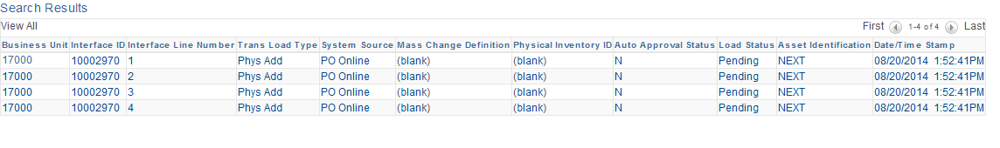 Search Results
View All First 1-4 of 4 Last
Business Unit Interface ID Interface Line Number Trans Load Type System Source Mass Change Definition Physical Inventory ID Auto Approval Status Load Status Asset Identification Date/Time Stamp
17000 10002970 1 Phys Add PO Online (blank) (blank) N Pending NEXT 08/20/2014 1:52:41PM
17000 10002970 2 Phys Add PO Online (blank) (blank) N Pending NEXT 08/20/2014 1:52:41PM
17000 10002970 3 Phys Add PO Online (blank) (blank) N Pending NEXT 08/20/2014 1:52:41PM
17000 10002970 4 Phys Add PO Online (blank) (blank) N Pending NEXT 08/20/2014 1:52:41PM